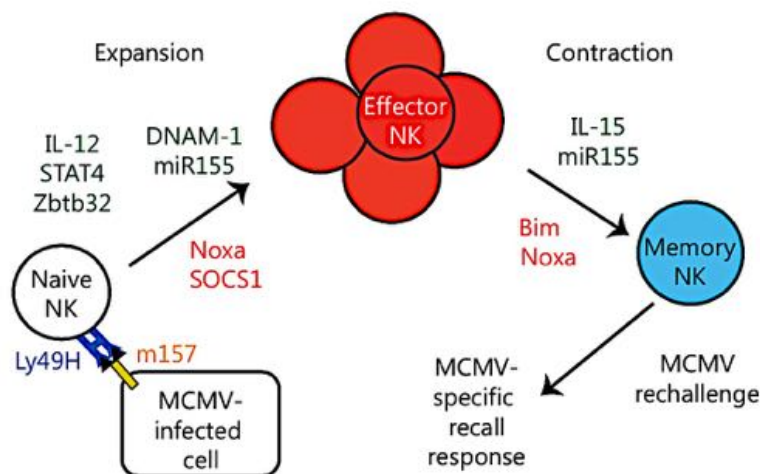 Expansion
Contraction
IL-12
STAT4
Zbtb32
DNAM-1
miR155
Effector
NK
IL-15
miR155
Noxa
SOCS1
Bim
Noxa
Naive
NK
Memory
NK
Ly49H
m157
MCMV-
infected
cell
MCMV-
specific
recall
response
MCMV
rechallenge